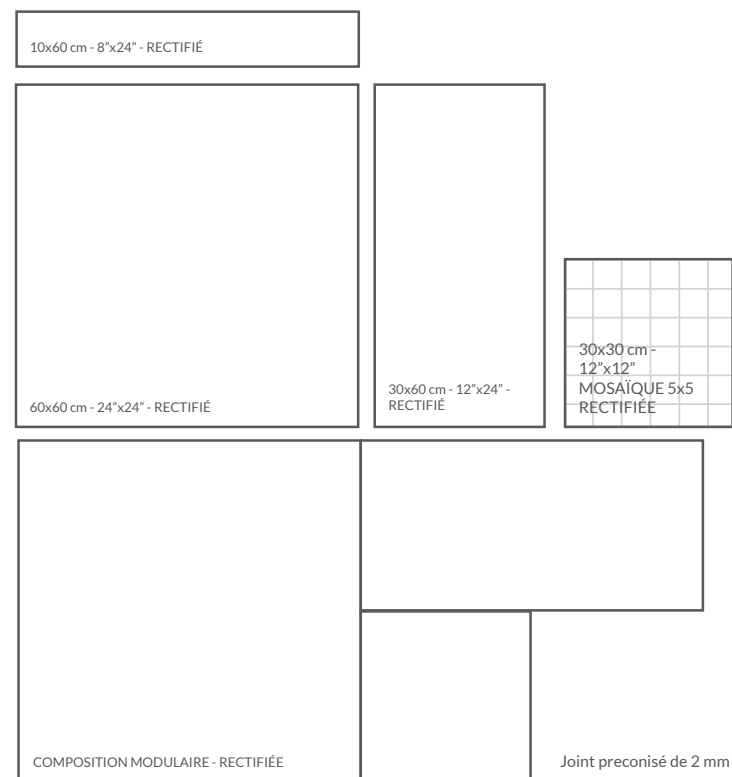 10x60 cm - 8”x24” - RECTIFIÉ
60x60 cm - 24”x24” - RECTIFIÉ
30x60 cm - 12”x24” -
RECTIFIÉ
30x30 cm -
12”x12”
MOSAÏQUE 5x5
RECTIFIÉE
COMPOSITION MODULAIRE - RECTIFIÉE
Joint preconisé de 2 mm